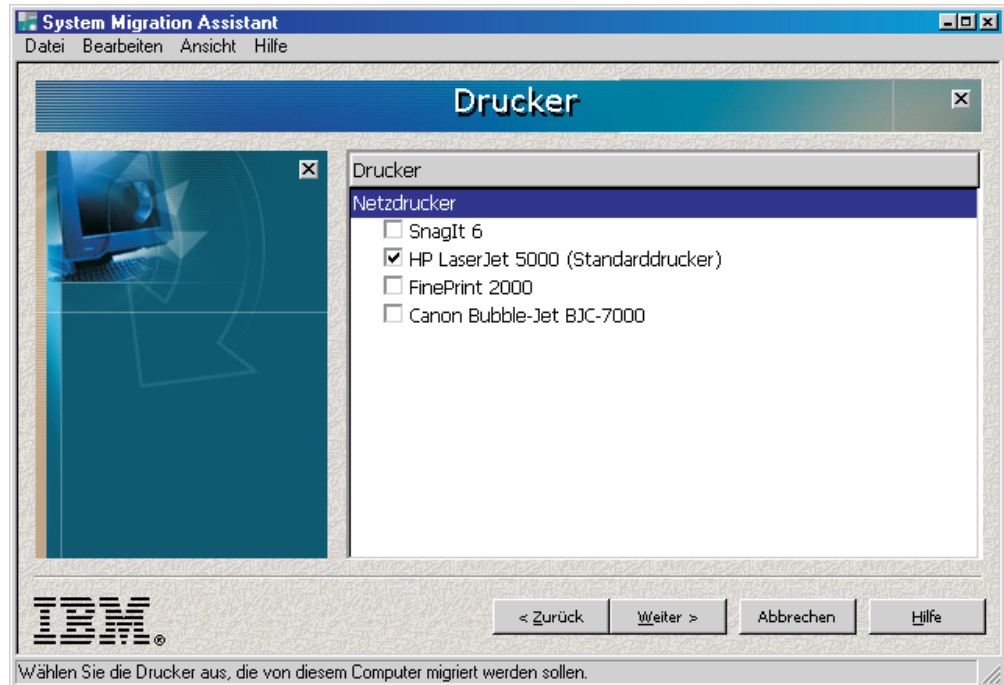 System Migration Assistant
Datei Bearbeiten Ansicht Hilfe
Drucker
Drucker
Netzdrucker
SnagIt 6
HP LaserJet 5000 (Standarddrucker)
FinePrint 2000
Canon Bubble-Jet BJC-7000
IBM®
< Zurück Weiter > Abbrechen Hilfe
Wählen Sie die Drucker aus, die von diesem Computer migriert werden sollen.